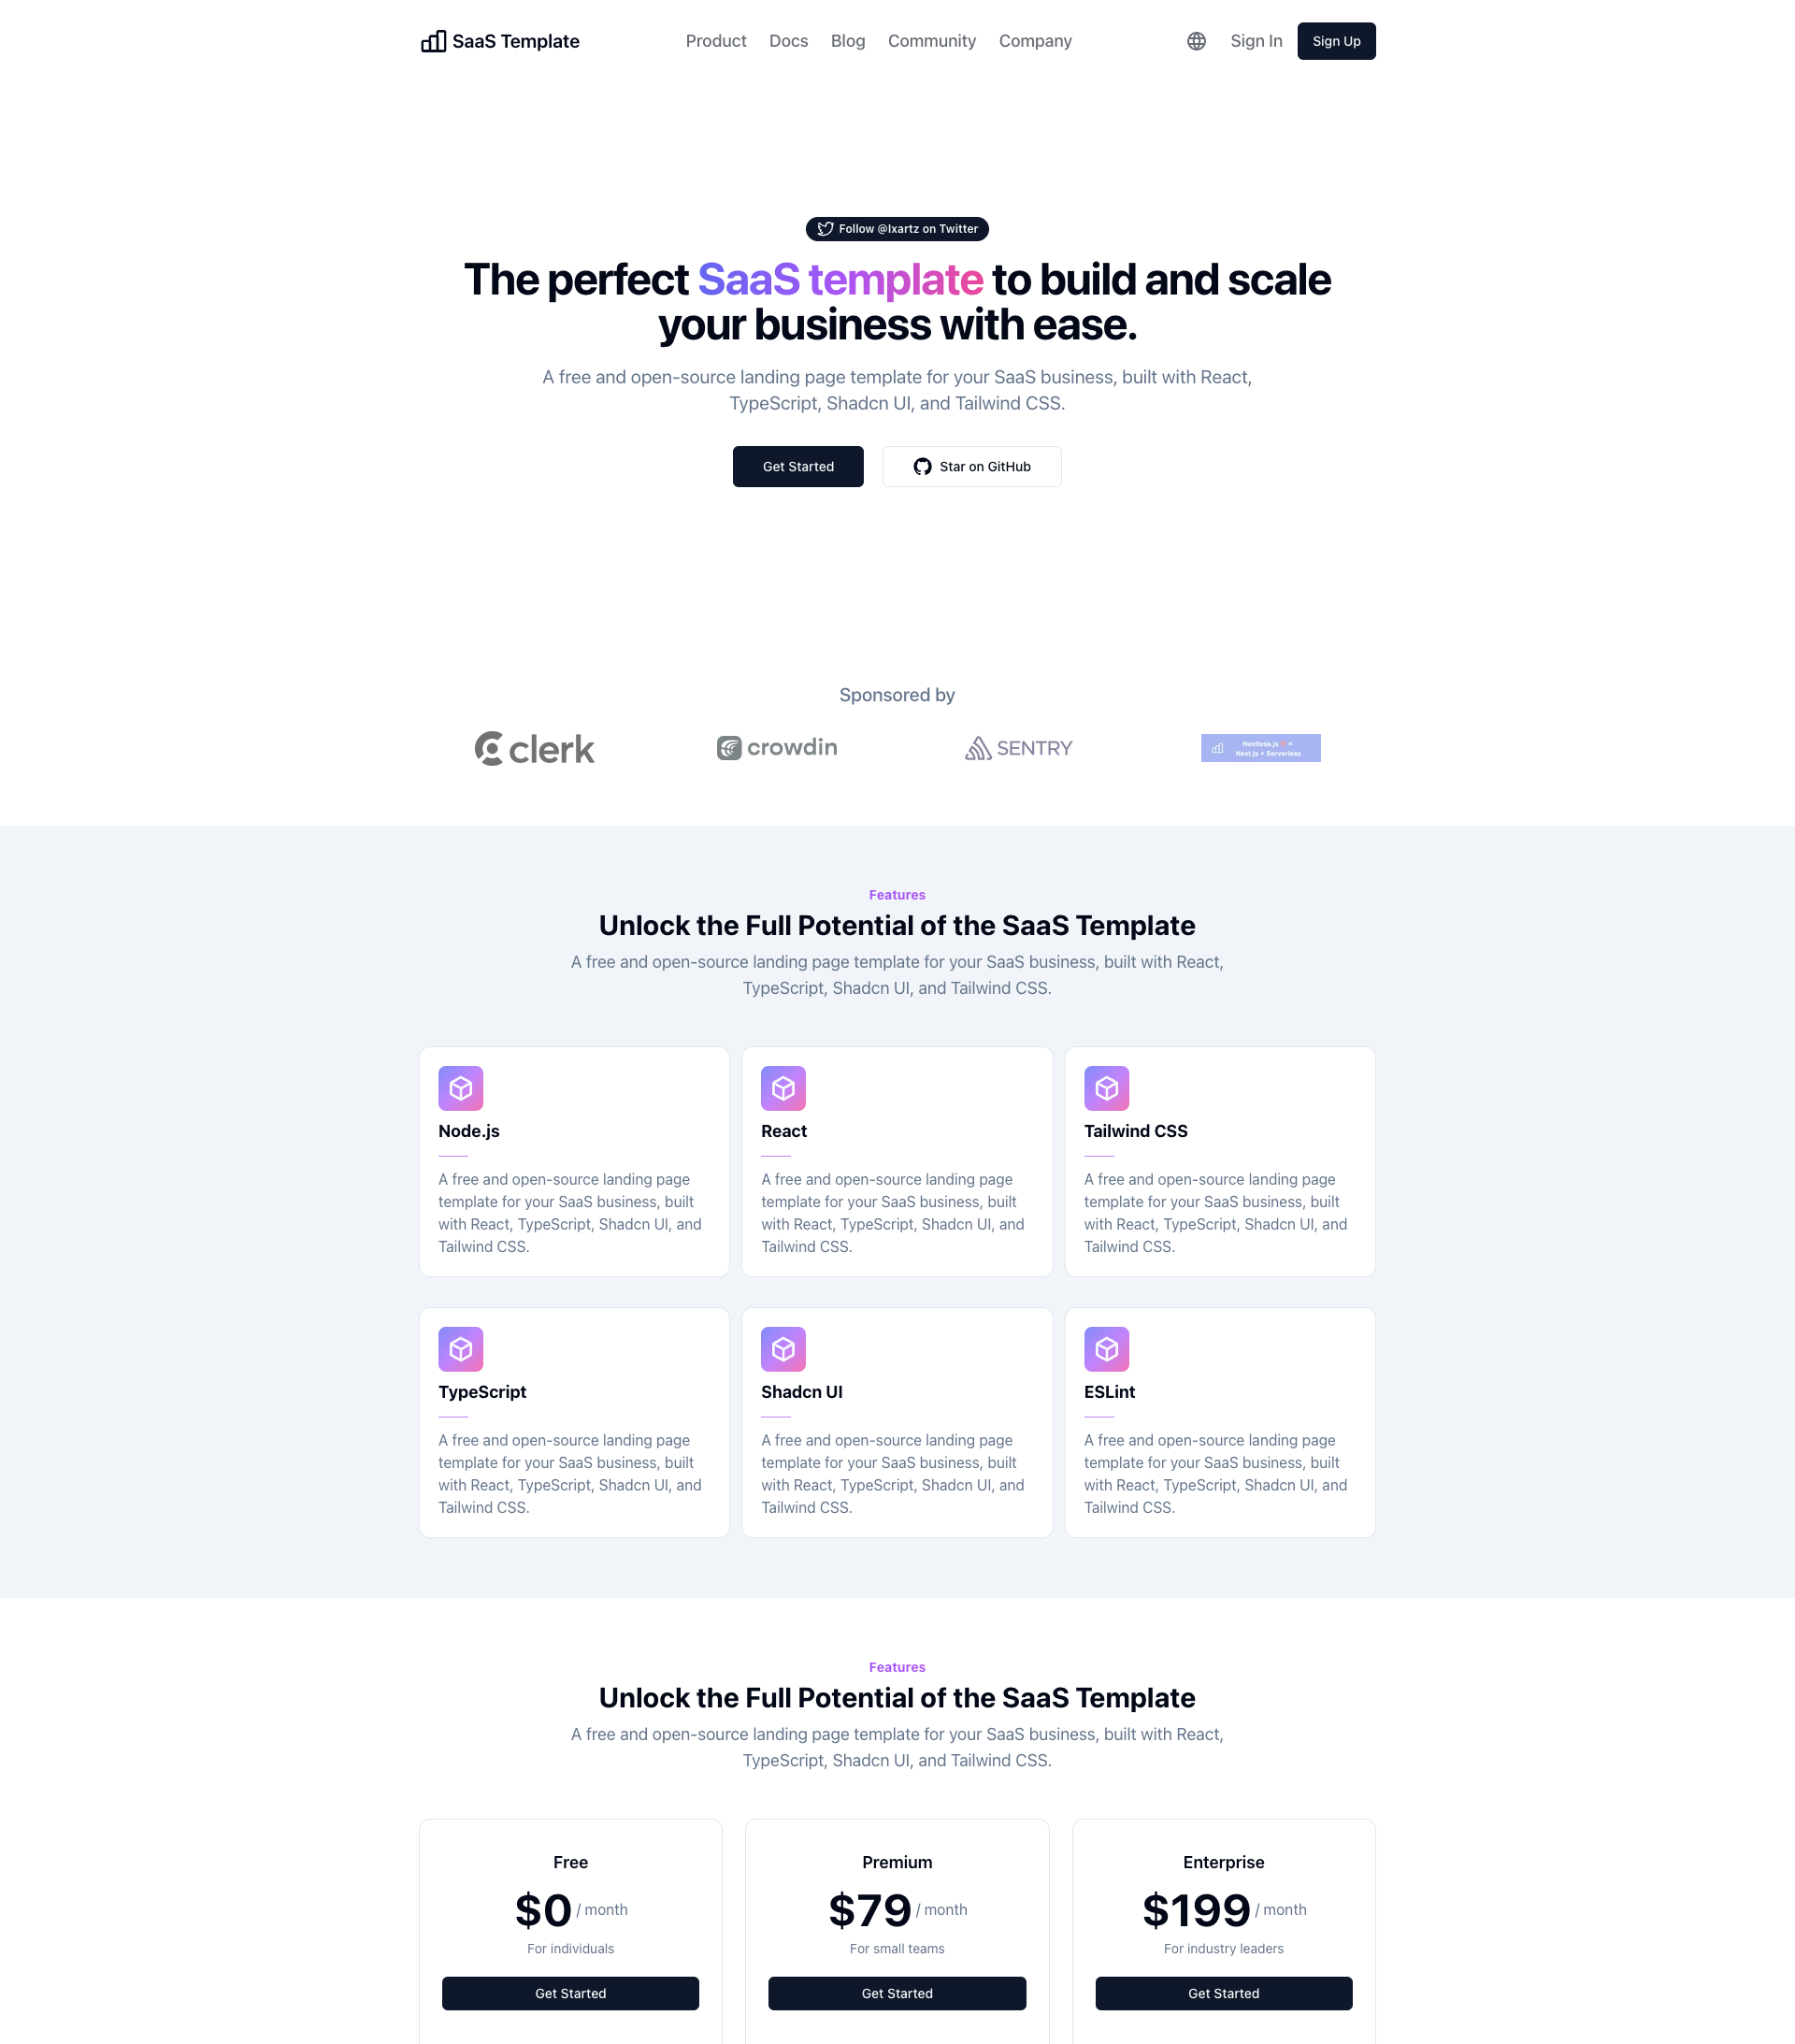 SaaS Template
Product Docs Blog Community Company
Sign In
Sign Up
Follow @Ixartz on Twitter
The perfect SaaS template to build and scale
your business with ease.
A free and open-source landing page template for your SaaS business, built with React,
TypeScript, Shadcn UI, and Tailwind CSS.
Get Started
Star on GitHub
Sponsored by
clerk
crowdin
SENTRY
Nextless.js
Next.js + Serverless
Features
Unlock the Full Potential of the SaaS Template
A free and open-source landing page template for your SaaS business, built with React,
TypeScript, Shadcn UI, and Tailwind CSS.
Node.js
A free and open-source landing page
template for your SaaS business, built
with React, TypeScript, Shadcn UI, and
Tailwind CSS.
React
A free and open-source landing page
template for your SaaS business, built
with React, TypeScript, Shadcn UI, and
Tailwind CSS.
Tailwind CSS
A free and open-source landing page
template for your SaaS business, built
with React, TypeScript, Shadcn UI, and
Tailwind CSS.
TypeScript
A free and open-source landing page
template for your SaaS business, built
with React, TypeScript, Shadcn UI, and
Tailwind CSS.
Shadcn UI
A free and open-source landing page
template for your SaaS business, built
with React, TypeScript, Shadcn UI, and
Tailwind CSS.
ESLint
A free and open-source landing page
template for your SaaS business, built
with React, TypeScript, Shadcn UI, and
Tailwind CSS.
Features
Unlock the Full Potential of the SaaS Template
A free and open-source landing page template for your SaaS business, built with React,
TypeScript, Shadcn UI, and Tailwind CSS.
Free
$0 / month
For individuals
Get Started
Premium
$79 / month
For small teams
Get Started
Enterprise
$199 / month
For industry leaders
Get Started